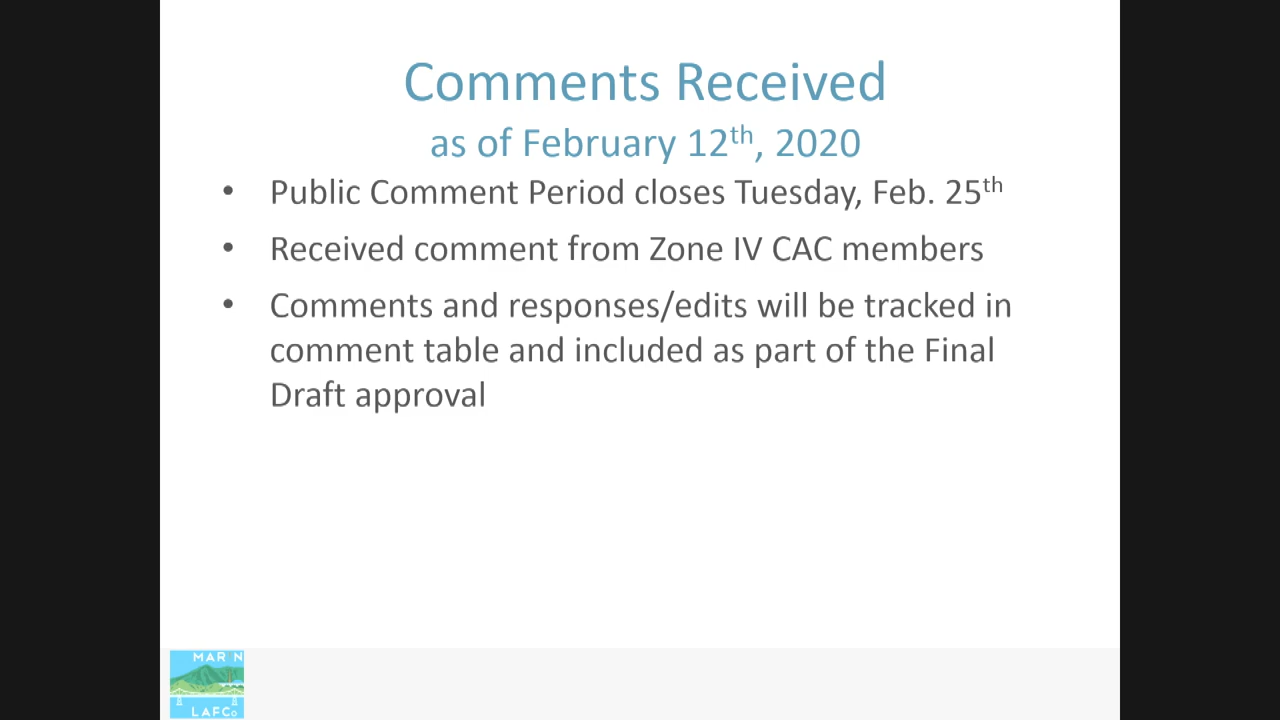 Comments Received
as of February 12th, 2020
• Public Comment Period closes Tuesday, Feb. 25th
• Received comment from Zone IV CAC members
• Comments and responses/edits will be tracked in
comment table and included as part of the Final
Draft approval
MARIN
LAFCo